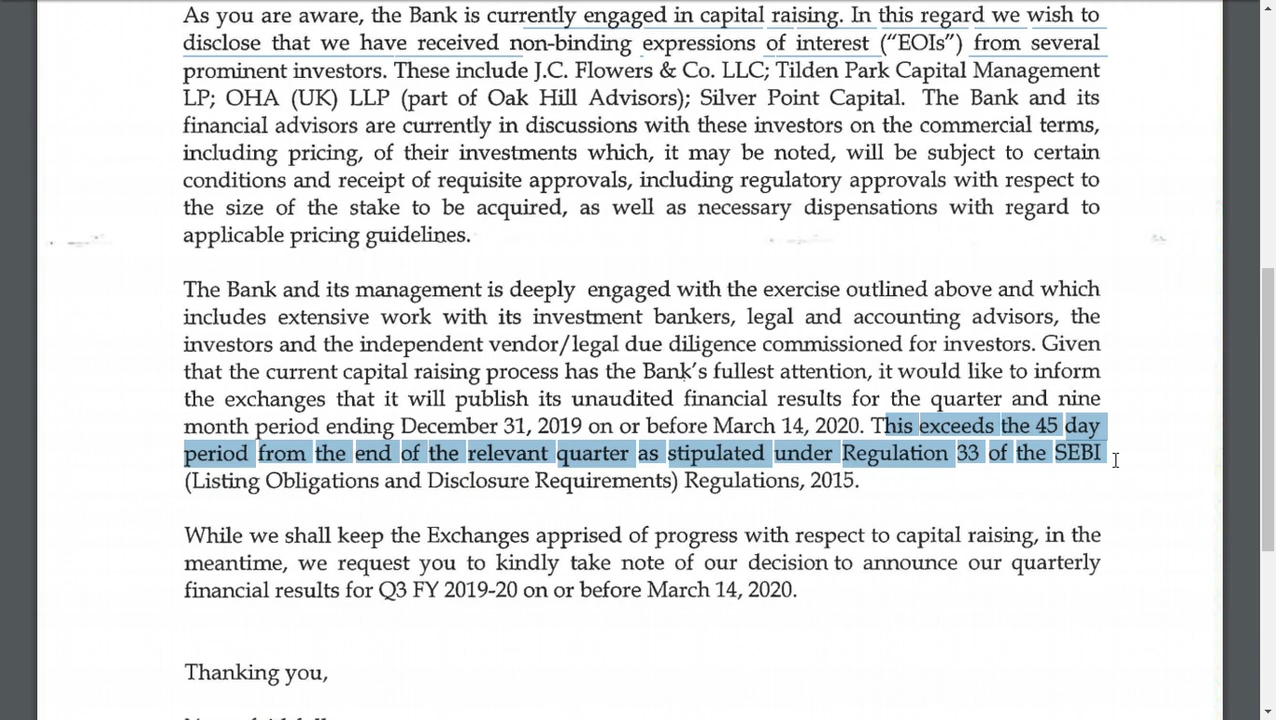 As you are aware, the Bank is currently engaged in capital raising. In this regard we wish to
disclose that we have received non-binding expressions of interest (“EOIs”) from several
prominent investors. These include J.C. Flowers & Co. LLC; Tilden Park Capital Management
LP; OHA (UK) LLP (part of Oak Hill Advisors); Silver Point Capital. The Bank and its
financial advisors are currently in discussions with these investors on the commercial terms,
including pricing, of their investments which, it may be noted, will be subject to certain
conditions and receipt of requisite approvals, including regulatory approvals with respect to
the size of the stake to be acquired, as well as necessary dispensations with regard to
applicable pricing guidelines.
The Bank and its management is deeply engaged with the exercise outlined above and which
includes extensive work with its investment bankers, legal and accounting advisors, the
investors and the independent vendor/legal due diligence commissioned for investors. Given
that the current capital raising process has the Bank's fullest attention, it would like to inform
the exchanges that it will publish its unaudited financial results for the quarter and nine
month period ending December 31, 2019 on or before March 14, 2020. This exceeds the 45 day
period from the end of the relevant quarter as stipulated under Regulation 33 of the SEBI
(Listing Obligations and Disclosure Requirements) Regulations, 2015.
While we shall keep the Exchanges apprised of progress with respect to capital raising, in the
meantime, we request you to kindly take note of our decision to announce our quarterly
financial results for Q3 FY 2019-20 on or before March 14, 2020.
Thanking you,